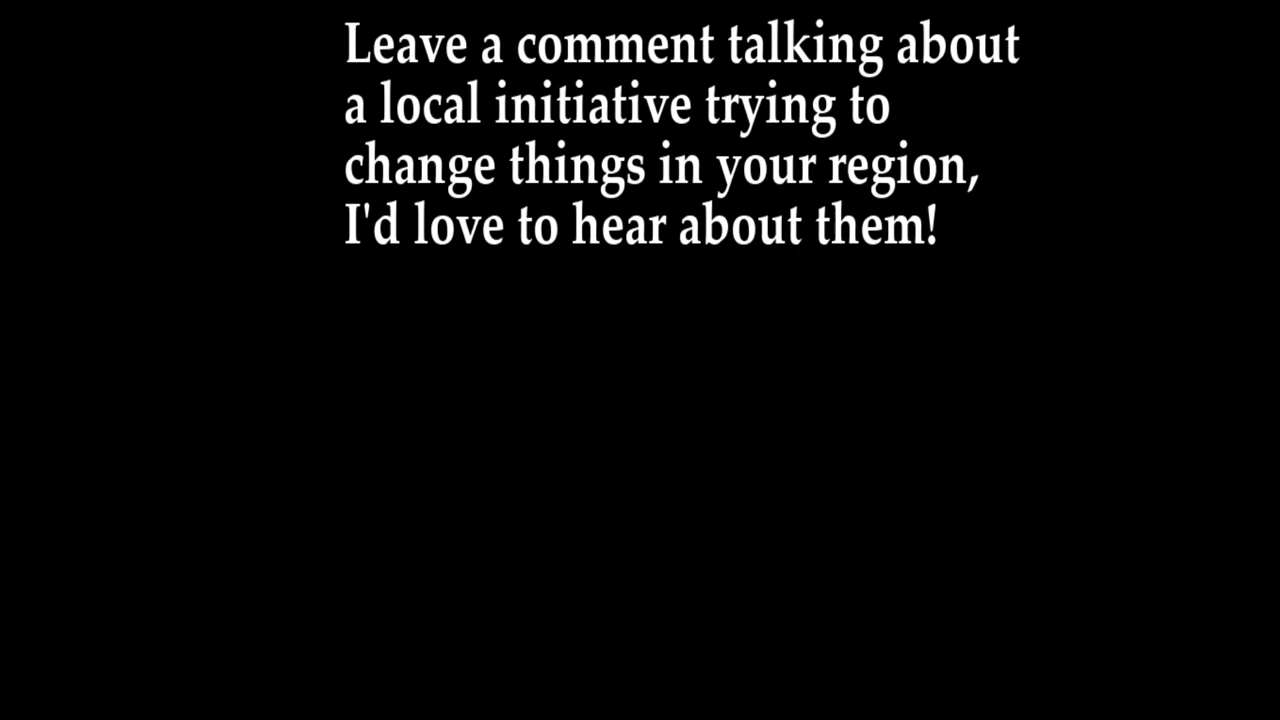 Leave a comment talking about
a local initiative trying to
change things in your region,
I'd love to hear about them!